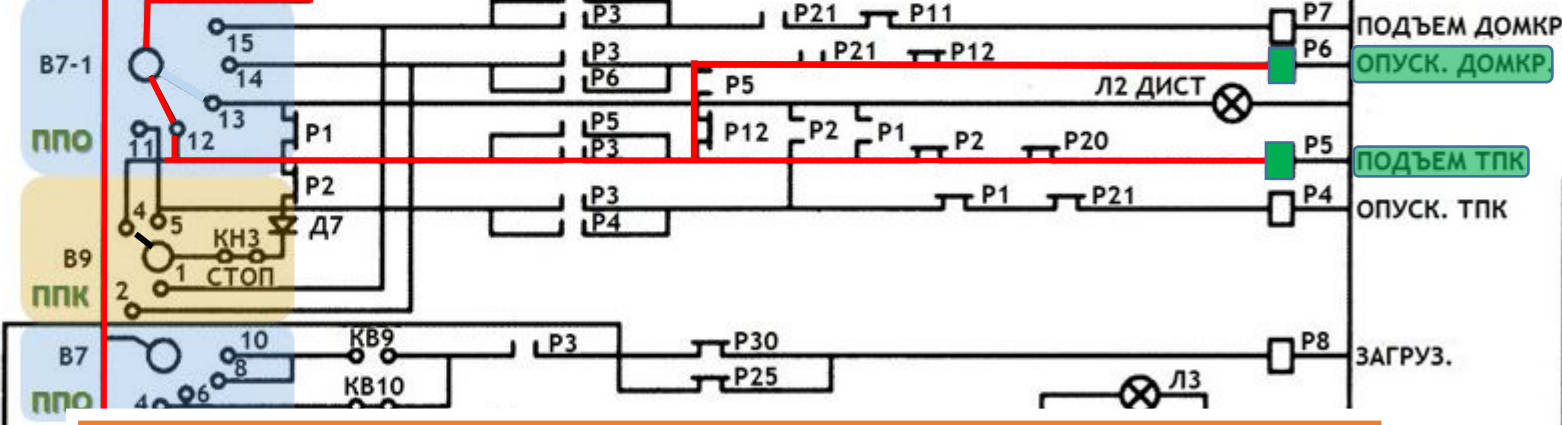 Р3 Р21 Р11 Р7 ПОДЪЕМ ДОМКР
15
В7-1 14 Р3 Р21 Р12 Р6 ОПУСК. ДОМКР.
Р6 Р5 Л2 ДИСТ
13
ППО 11 12 Р1 Р5 Р12 Р2 Р1 Р2 Р20 Р5 ПОДЪЕМ ТПК
Р3
Р2
4 5 Д7 Р3 Р1 Р21 Р4 ОПУСК. ТПК
Р4
В9 КН3
1 СТОП
ППК 2
В7 10 КВ9 Р3 Р30 Р8 ЗАГРУЗ.
8 Р25
ППО 4 6 КВ10 Л3